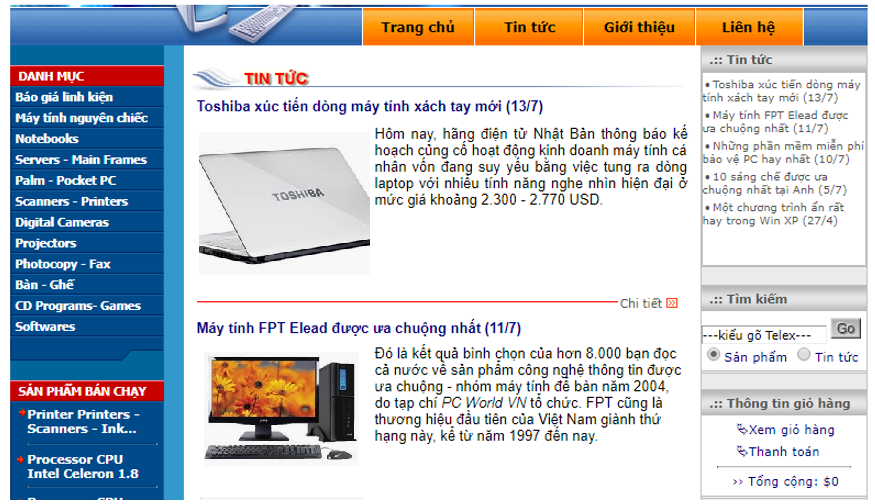 Trang chủ
Tin tức
Giới thiệu
Liên hệ
DANH MỤC
Báo giá linh kiện
Máy tính nguyên chiếc
Notebooks
Servers - Main Frames
Palm - Pocket PC
Scanners - Printers
Digital Cameras
Projectors
Photocopy - Fax
Bàn - Ghế
CD Programs- Games
Softwares
SẢN PHẨM BÁN CHẠY
Printer Printers -
Scanners - Ink...
Processor CPU
Intel Celeron 1.8
TIN TỨC
Toshiba xúc tiến dòng máy tính xách tay mới (13/7)
TOSHIBA
Hôm nay, hãng điện tử Nhật Bản thông báo kế
hoạch củng cố hoạt động kinh doanh máy tính cá
nhân vốn đang suy yếu bằng việc tung ra dòng
laptop với nhiều tính năng nghe nhìn hiện đại ở
mức giá khoảng 2.300 - 2.770 USD.
Chi tiết
Máy tính FPT Elead được ưa chuộng nhất (11/7)
Đó là kết quả bình chọn của hơn 8.000 bạn đọc
cả nước về sản phẩm công nghệ thông tin được
ưa chuộng - nhóm máy tính để bàn năm 2004,
do tạp chí PC World VN tổ chức. FPT cũng là
thương hiệu đầu tiên của Việt Nam giành thứ
hạng này, kể từ năm 1997 đến nay.
.:: Tin tức
• Toshiba xúc tiến dòng máy
tính xách tay mới (13/7)
• Máy tính FPT Elead được
ưa chuộng nhất (11/7)
• Những phần mềm miễn phí
bảo vệ PC hay nhất (10/7)
• 10 sáng chế được ưa
chuộng nhất tại Anh (5/7)
• Một chương trình ẩn rất
hay trong Win XP (27/4)
.:: Tìm kiếm
---kiểu gõ Telex---
Go
Sản phẩm
Tin tức
.:: Thông tin giỏ hàng
Xem giỏ hàng
Thanh toán
›› Tổng cộng: $0